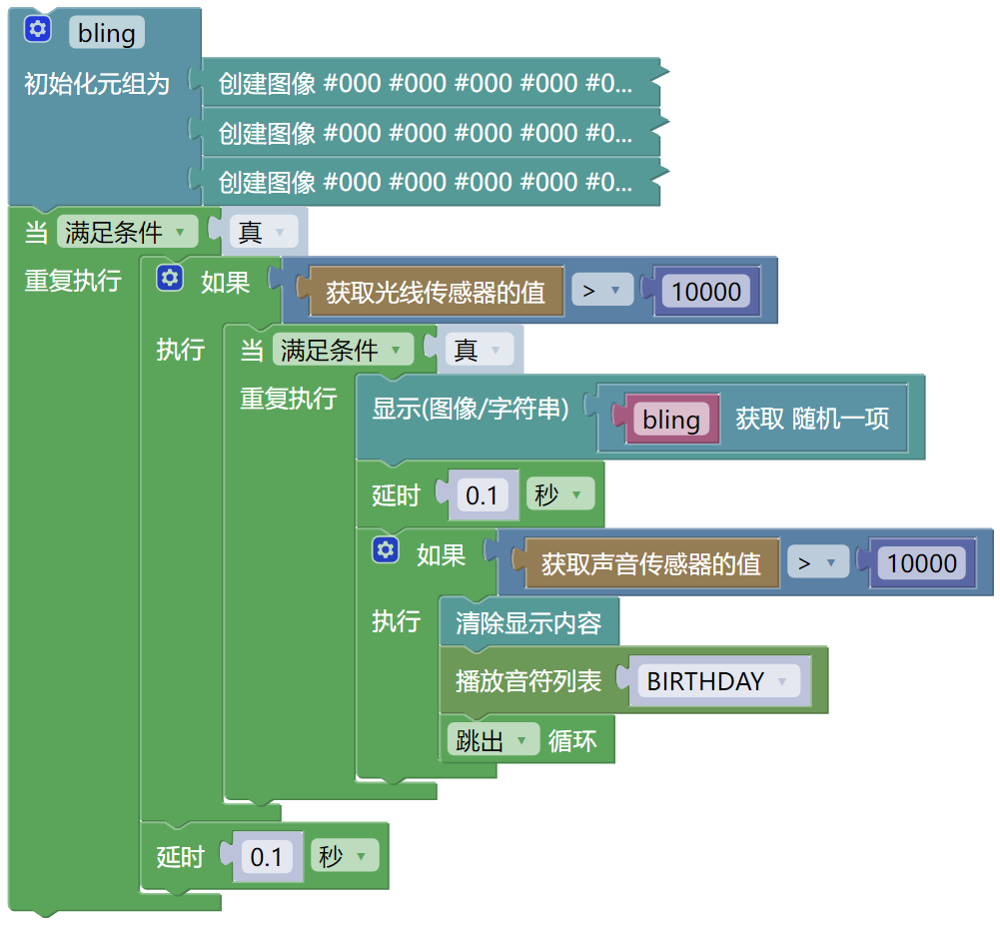 bling
初始化元组为
创建图像 #000 #000 #000 #000 #0...
创建图像 #000 #000 #000 #000 #0...
创建图像 #000 #000 #000 #000 #0...
当 满足条件 真
重复执行
如果 获取光线传感器的值 > 10000
执行 当 满足条件 真
重复执行
显示(图像/字符串) bling 获取 随机一项
延时 0.1 秒
如果 获取声音传感器的值 > 10000
执行 清除显示内容
播放音符列表 BIRTHDAY
跳出 循环
延时 0.1 秒